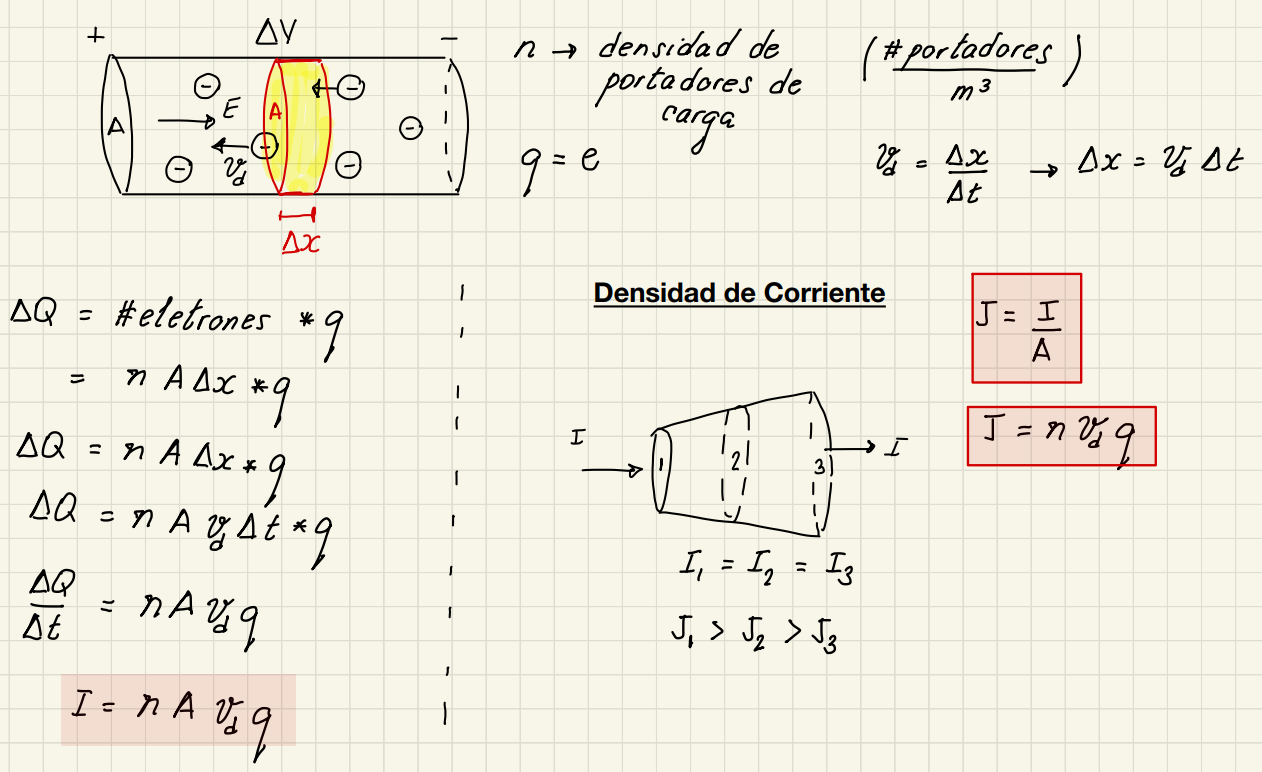 + ΔV −
A
E
A
v_d
Δx
n → densidad de portadores de carga
( # portadores / m³ )
q = e
v_d = Δx / Δt → Δx = v_d Δt
ΔQ = #eletrones * q
= n A Δx * q
ΔQ = n A Δx * q
ΔQ = n A v_d Δt * q
ΔQ / Δt = n A v_d q
I = n A v_d q
Densidad de Corriente
J = I / A
J = n v_d q
I
1
2
3
I
I₁ = I₂ = I₃
J₁ > J₂ > J₃